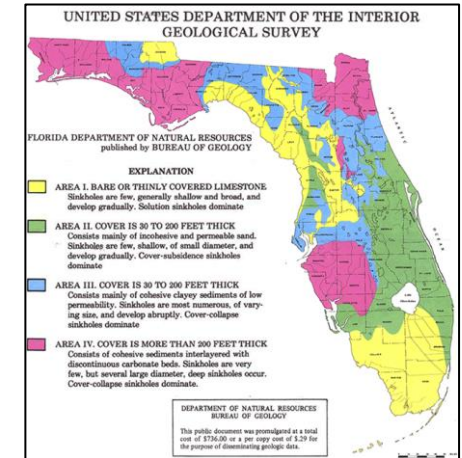 UNITED STATES DEPARTMENT OF THE INTERIOR
GEOLOGICAL SURVEY
FLORIDA DEPARTMENT OF NATURAL RESOURCES
published by BUREAU OF GEOLOGY
EXPLANATION
AREA I. BARE OR THINLY COVERED LIMESTONE
Sinkholes are few, generally shallow and broad, and
develop gradually. Solution sinkholes dominate
AREA II. COVER IS 30 TO 200 FEET THICK
Consists mainly of incohesive and permeable sand.
Sinkholes are few, shallow, of small diameter, and
develop gradually. Cover-subsidence sinkholes
dominate
AREA III. COVER IS 30 TO 200 FEET THICK
Consists mainly of cohesive clayey sediments of low
permeability. Sinkholes are most numerous, of vary-
ing size, and develop abruptly. Cover-collapse
sinkholes dominate
AREA IV. COVER IS MORE THAN 200 FEET THICK
Consists of cohesive sediments interlayered with
discontinuous carbonate beds. Sinkholes are very
few, but several large diameter, deep sinkholes occur.
Cover-collapse sinkholes dominate.
ATLANTIC
OCEAN
DEPARTMENT OF NATURAL RESOURCES
BUREAU OF GEOLOGY
This public document was promulgated at a total
cost of $736.00 or a per copy cost of $.29 for
the purpose of disseminating geologic data.